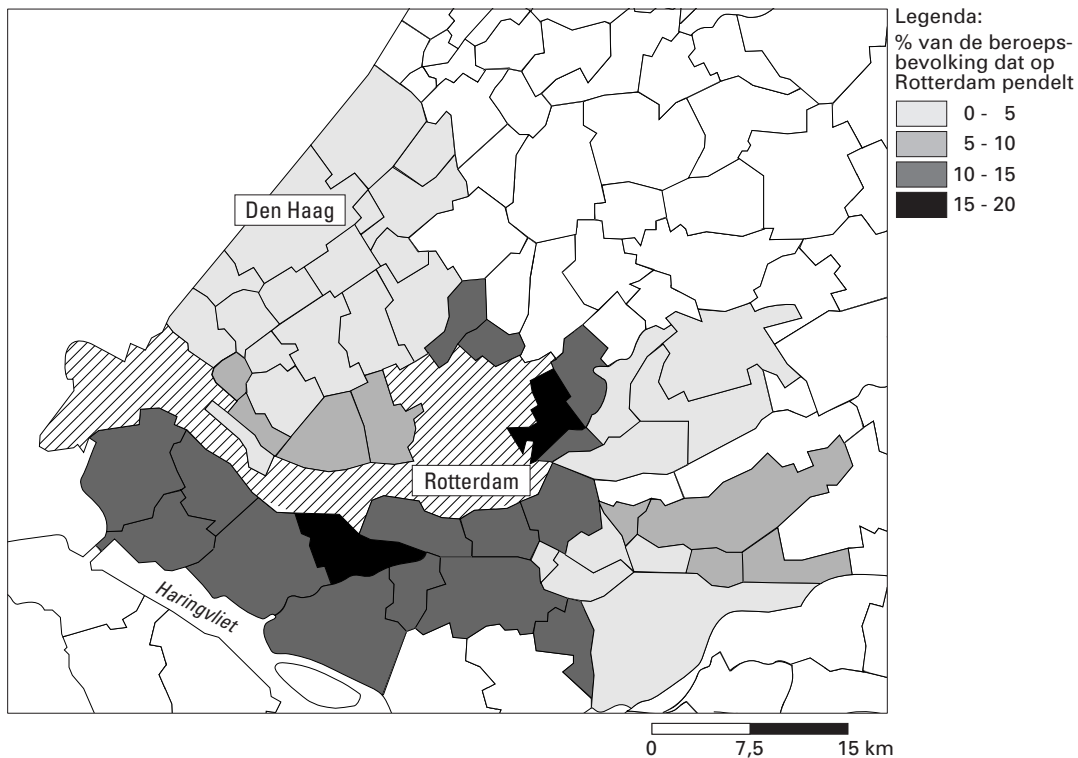 Legenda:
% van de beroeps-
bevolking dat op
Rotterdam pendelt
0 - 5
5 - 10
10 - 15
15 - 20
Den Haag
Rotterdam
Haringvliet
0 7,5 15 km